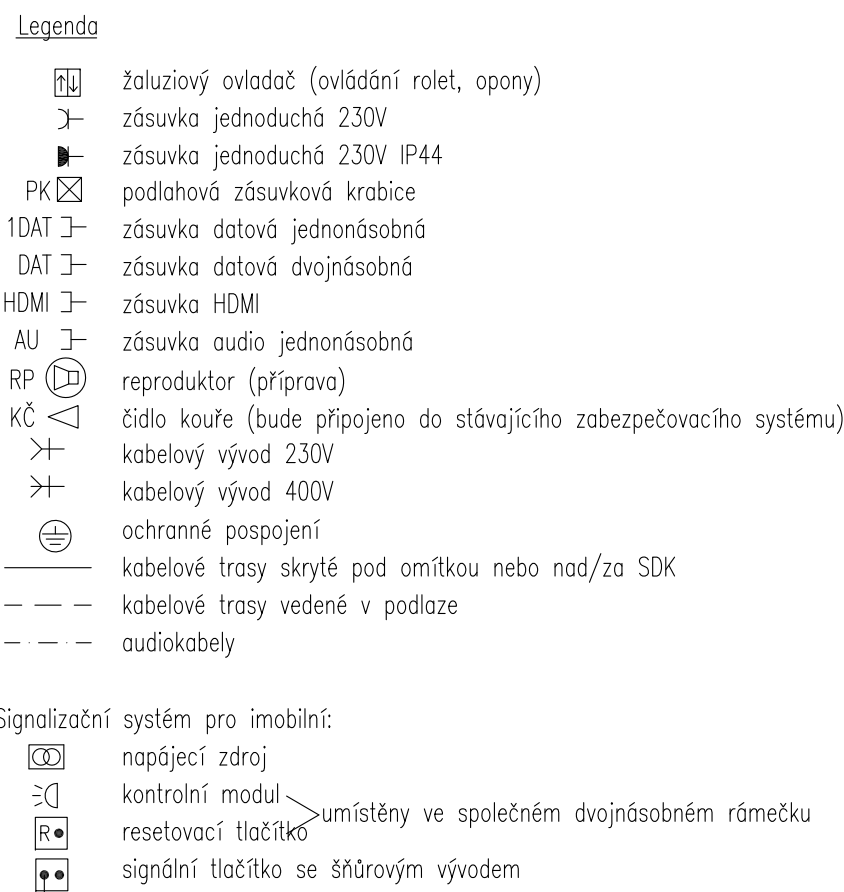 Legenda
žaluziový ovladač (ovládání rolet, opony)
zásuvka jednoduchá 230V
zásuvka jednoduchá 230V IP44
PK podlahová zásuvková krabice
1DAT zásuvka datová jednonásobná
DAT zásuvka datová dvojnásobná
HDMI zásuvka HDMI
AU zásuvka audio jednonásobná
RP reproduktor (příprava)
KČ čidlo kouře (bude připojeno do stávajícího zabezpečovacího systému)
kabelový vývod 230V
kabelový vývod 400V
ochranné pospojení
kabelové trasy skryté pod omítkou nebo nad/za SDK
kabelové trasy vedené v podlaze
audiokabely
Signalizační systém pro imobilní:
napájecí zdroj
kontrolní modul
umístěny ve společném dvojnásobném rámečku
R resetovací tlačítko
signální tlačítko se šňůrovým vývodem